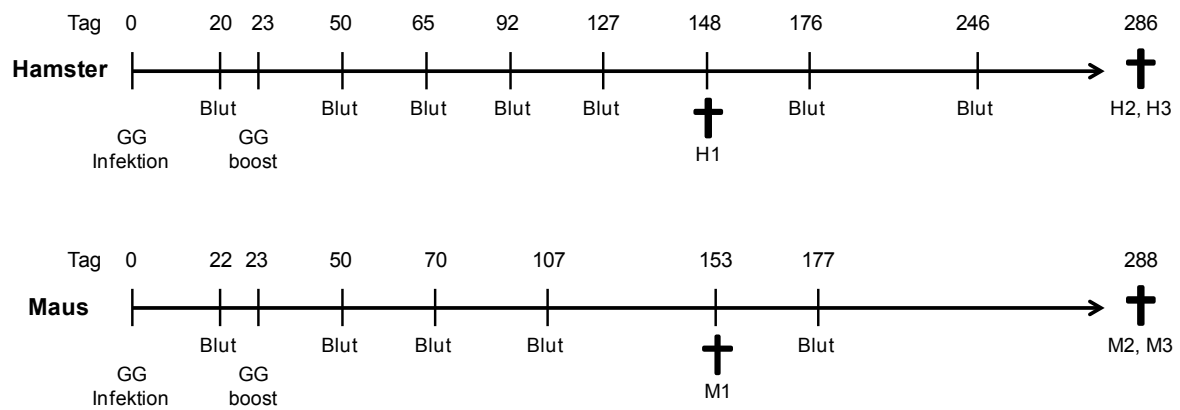 Tag 0 20 23 50 65 92 127 148 176 246 286
Hamster
Blut Blut Blut Blut Blut Blut Blut H2, H3
GG Infektion
GG boost
H1
Tag 0 22 23 50 70 107 153 177 288
Maus
Blut Blut Blut Blut Blut M2, M3
GG Infektion
GG boost
M1